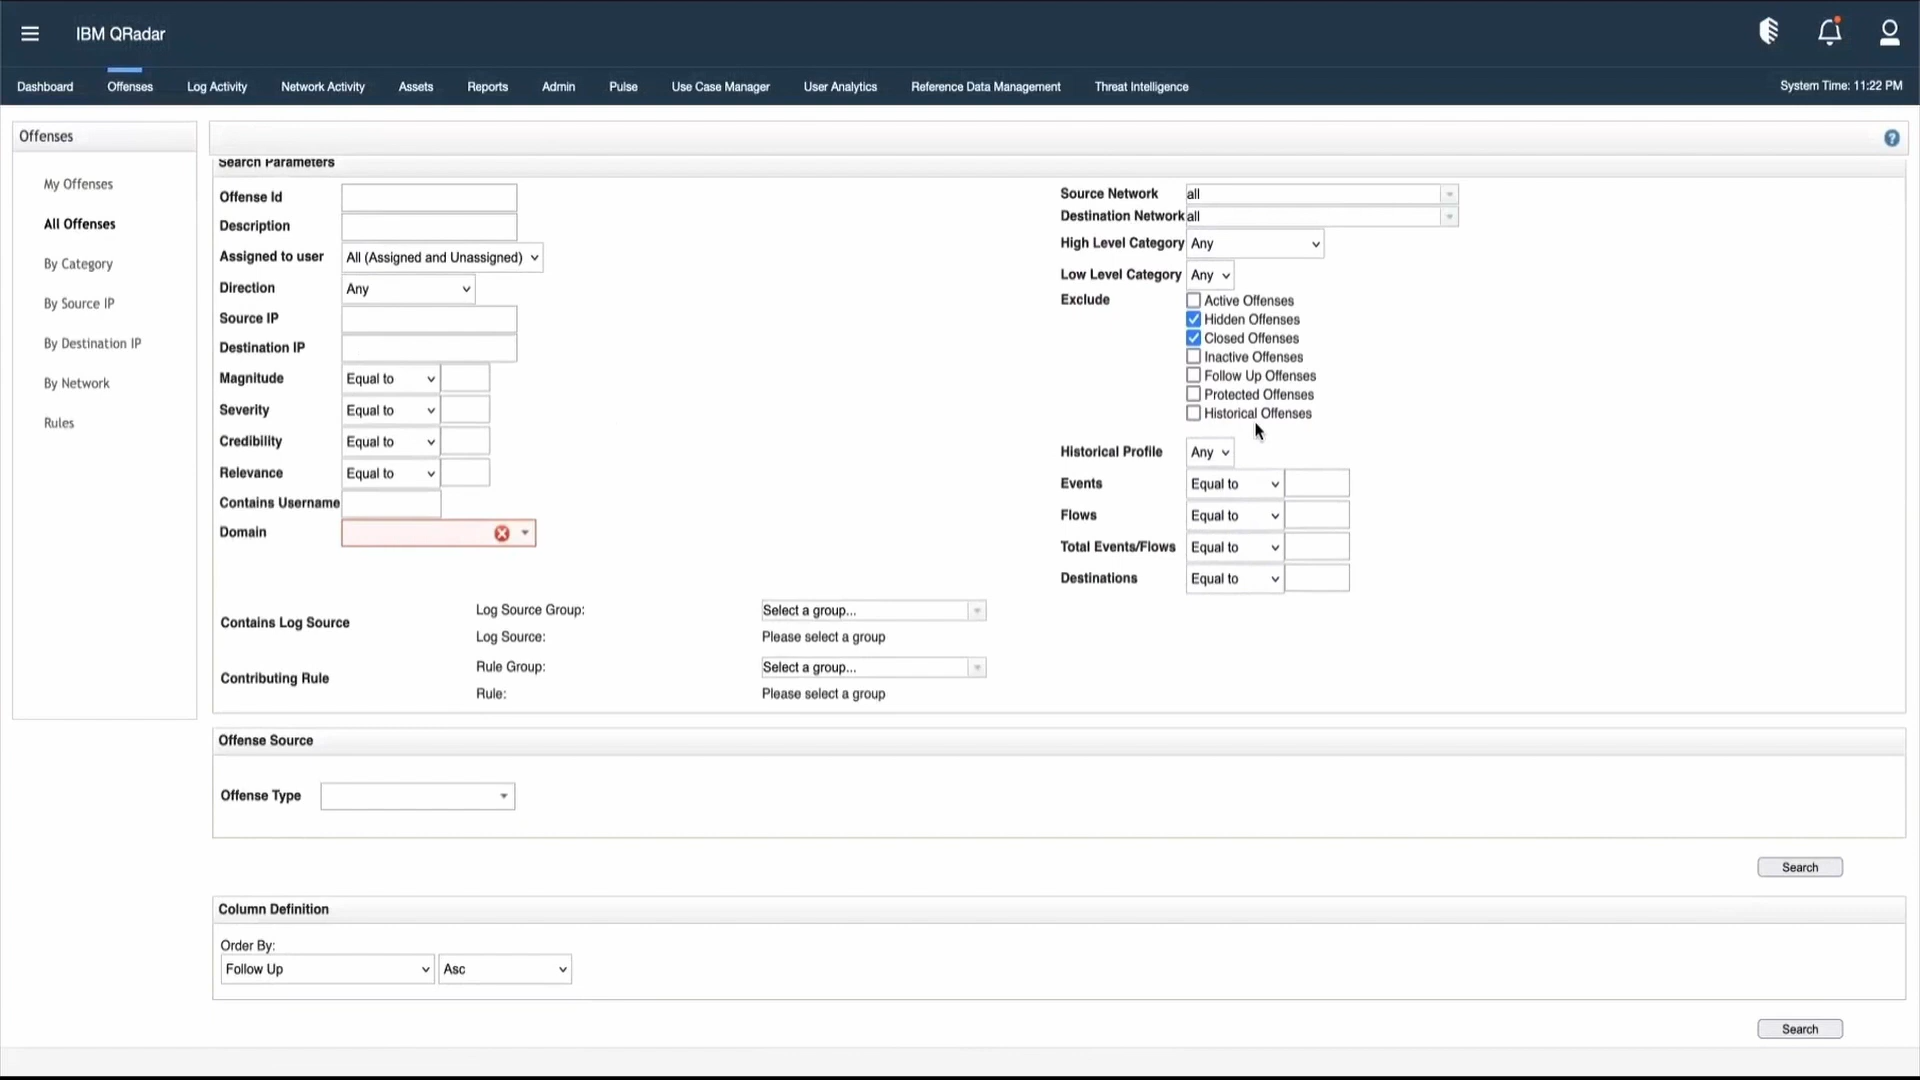 IBM QRadar
Dashboard Offenses Log Activity Network Activity Assets Reports Admin Pulse Use Case Manager User Analytics Reference Data Management Threat Intelligence System Time: 11:22 PM
Offenses
My Offenses
All Offenses
By Category
By Source IP
By Destination IP
By Network
Rules
Search Parameters
Offense Id
Description
Assigned to user All (Assigned and Unassigned)
Direction Any
Source IP
Destination IP
Magnitude Equal to
Severity Equal to
Credibility Equal to
Relevance Equal to
Contains Username
Domain
Source Network all
Destination Network all
High Level Category Any
Low Level Category Any
Exclude Active Offenses
Hidden Offenses
Closed Offenses
Inactive Offenses
Follow Up Offenses
Protected Offenses
Historical Offenses
Historical Profile Any
Events Equal to
Flows Equal to
Total Events/Flows Equal to
Destinations Equal to
Contains Log Source
Log Source Group: Select a group...
Log Source: Please select a group
Contributing Rule
Rule Group: Select a group...
Rule: Please select a group
Offense Source
Offense Type
Search
Column Definition
Order By:
Follow Up Asc
Search